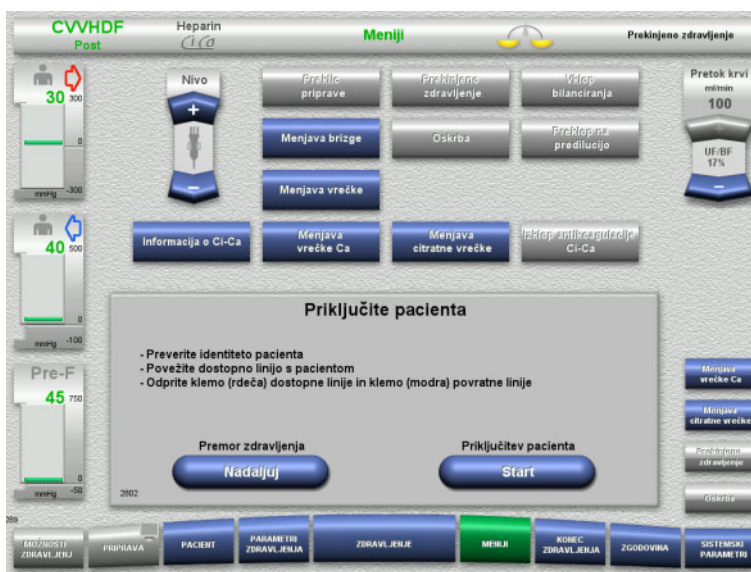 CVVHDF
Post
Heparin
Ci Ca
Meniji
Prekinjeno zdravljenje
30
300
0
mmHg
-300
40
500
0
mmHg
-100
Pre-F
45
750
0
mmHg
-50
Nivo
+
−
Prekilc
priprave
Prekinjeno
zdravljenje
Vklop
bilanciranja
Menjava brizge
Oskrba
Preklop na
predilucijo
Menjava vrečke
Informacija o Ci-Ca
Menjava
vrečke Ca
Menjava
citratne vrečke
Izklop antikoagulacije
Ci-Ca
Pretok krvi
ml/min
100
+
UF/BF
17%
−
Priključite pacienta
- Preverite identiteto pacienta
- Povežite dostopno linijo s pacientom
- Odprite klemo (rdeča) dostopne linije in klemo (modra) povratne linije
Premor zdravljenja
Nadaljuj
Priključitev pacienta
Start
2802
Menjava
vrečke Ca
Menjava
citratne vrečke
Prekinjeno
zdravljenje
Oskrba
MOŽNOSTI
ZDRAVLJENJ
PRIPRAVA
PACIENT
PARAMETRI
ZDRAVLJENJA
ZDRAVLJENJE
MENIJI
KONEC
ZDRAVLJENJA
ZGODOVINA
SISTEMSKI
PARAMETRI